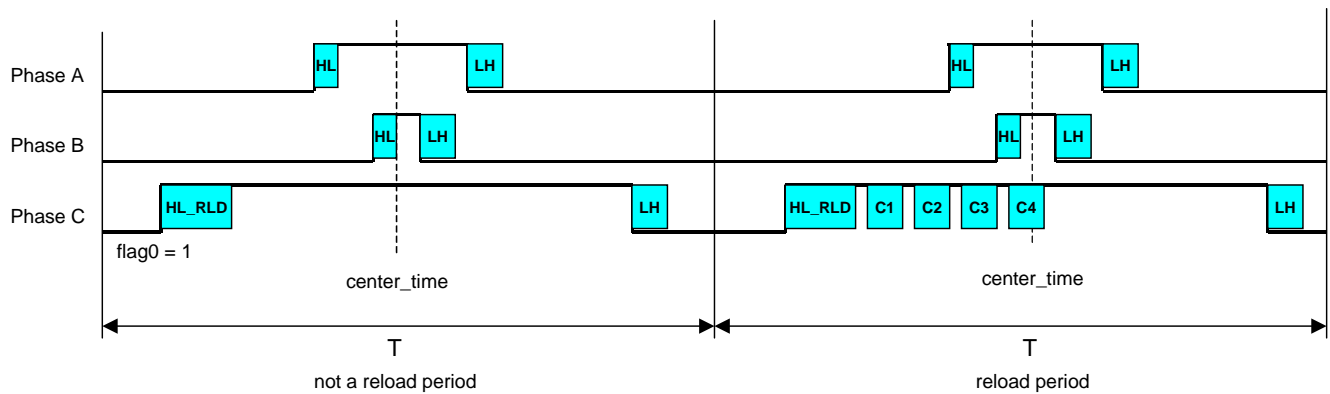 Phase A
HL
LH
HL
LH
Phase B
HL
LH
HL
LH
Phase C
HL_RLD
LH
HL_RLD
C1
C2
C3
C4
LH
flag0 = 1
center_time
center_time
T
T
not a reload period
reload period